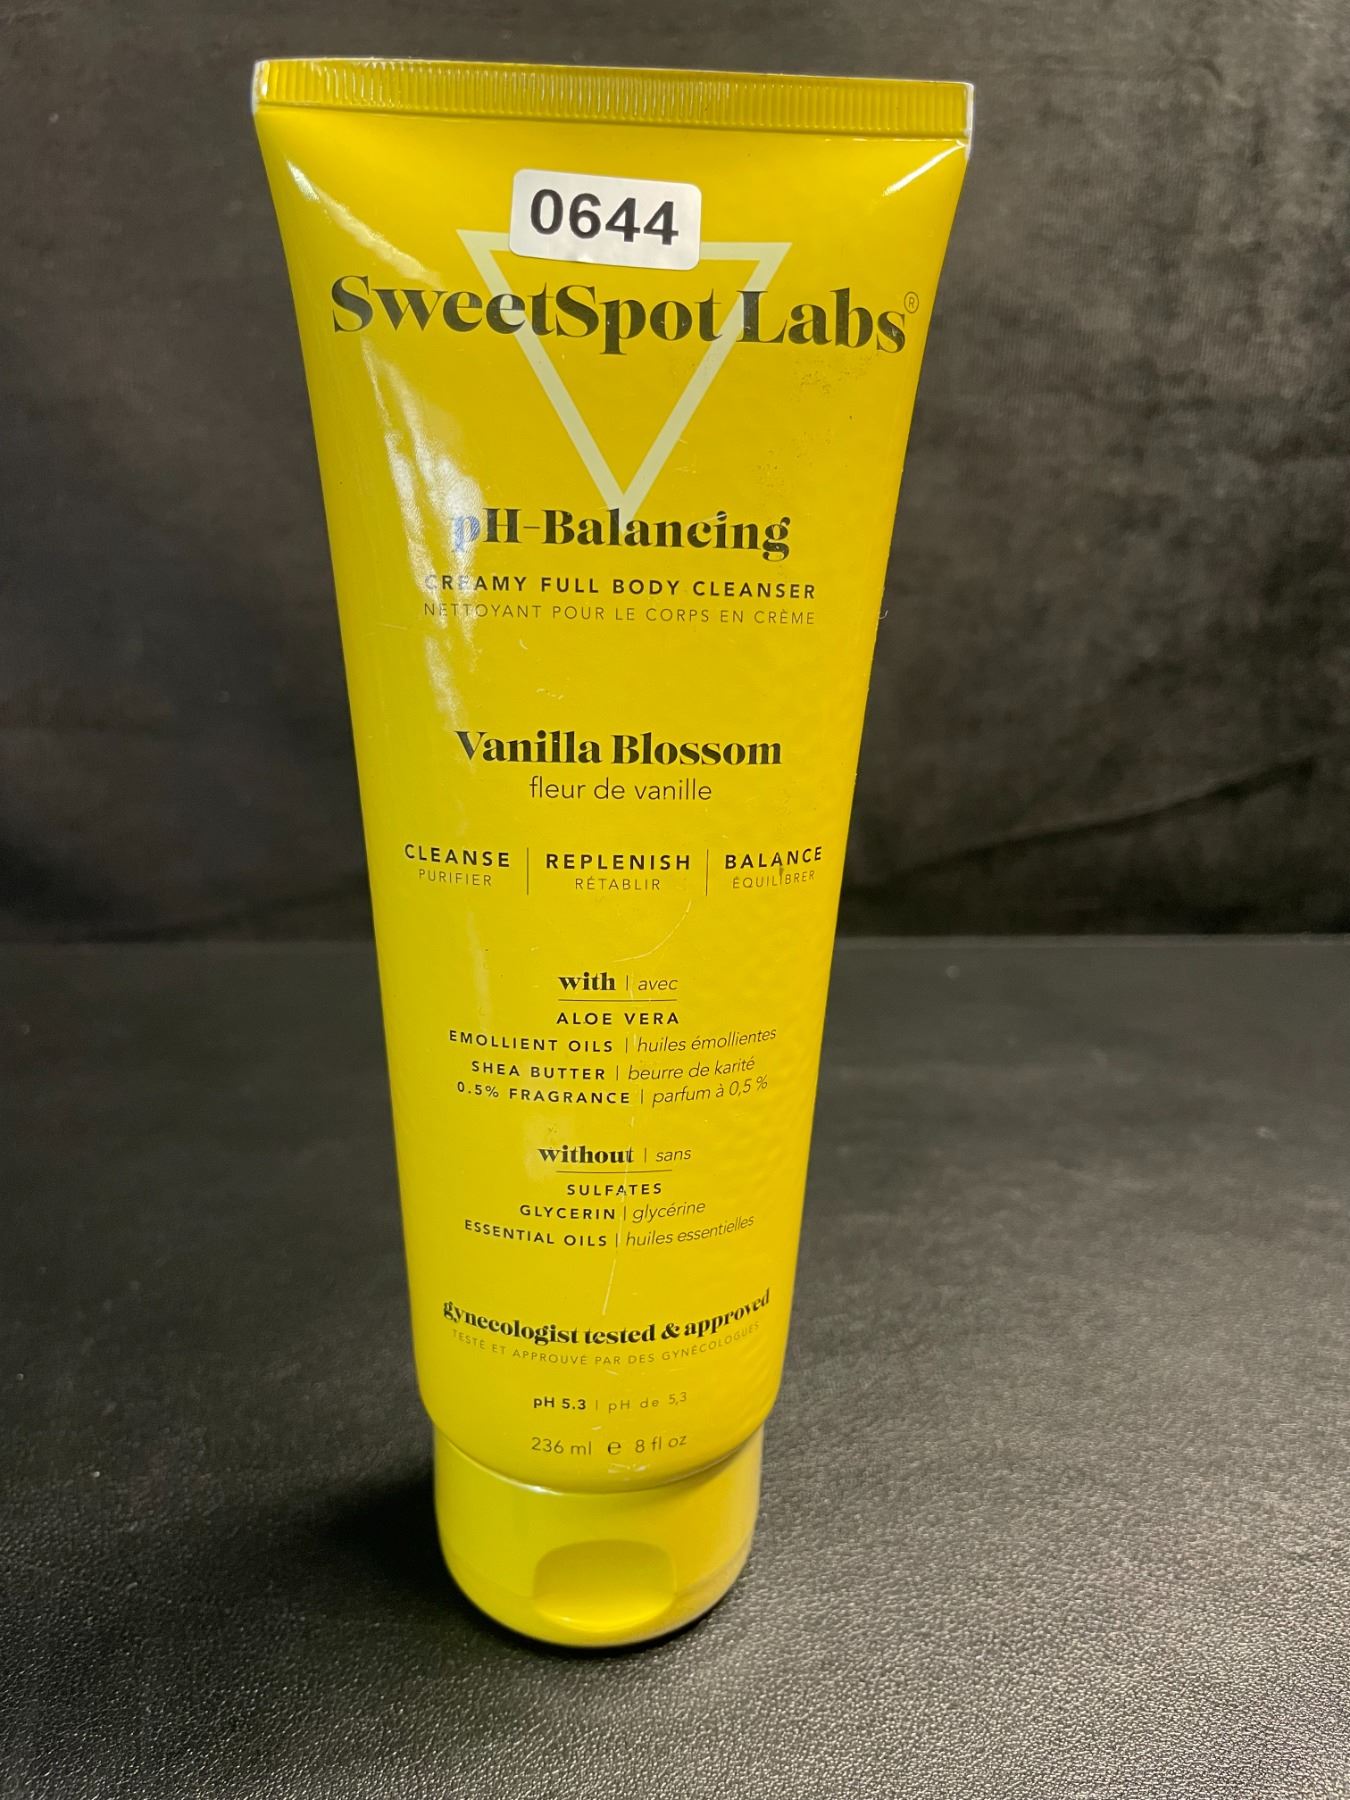 0644
SweetSpot Labs®
pH-Balancing
CREAMY FULL BODY CLEANSER
NETTOYANT POUR LE CORPS EN CRÈME
Vanilla Blossom
fleur de vanille
CLEANSE | REPLENISH | BALANCE
PURIFIER | RÉTABLIR | ÉQUILIBRER
with | avec
ALOE VERA
EMOLLIENT OILS | huiles émollientes
SHEA BUTTER | beurre de karité
0.5% FRAGRANCE | parfum à 0,5 %
without | sans
SULFATES
GLYCERIN | glycérine
ESSENTIAL OILS | huiles essentielles
gynecologist tested & approved
TESTÉ ET APPROUVÉ PAR DES GYNÉCOLOGUES
pH 5.3 | pH de 5,3
236 ml ℮ 8 fl oz